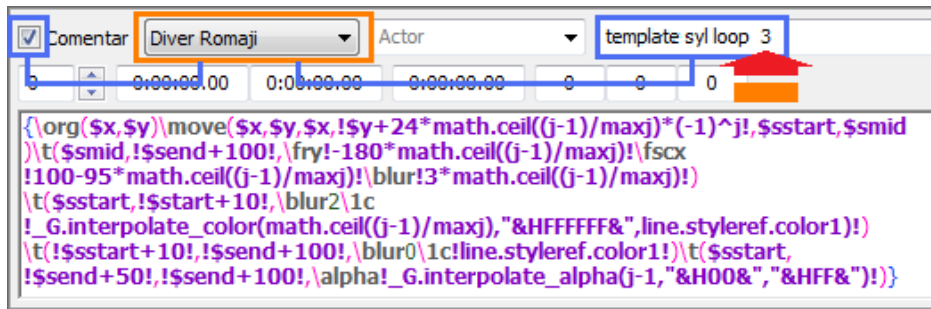 Comentar Diver Romaji Actor template syl loop 3
0 0:00:00.00 0:00:00.00 0:00:00.00 0 0 0
{\org($x,$y)\move($x,$y,$x,!$y+24*math.ceil((j-1)/maxj)*(-1)^j!,$sstart,$smid
)\t($smid,!$send+100!,\fry!-180*math.ceil((j-1)/maxj)!\fscx
!100-95*math.ceil((j-1)/maxj)!\blur!3*math.ceil((j-1)/maxj)!)
\t($sstart,!$start+10!,\blur2\1c
!_G.interpolate_color(math.ceil((j-1)/maxj),"&HFFFFFF&",line.styleref.color1)!)
\t(!$sstart+10!,!$send+100!,\blur0\1c!line.styleref.color1!)\t($sstart,
!$send+50!,!$send+100!,\alpha!_G.interpolate_alpha(j-1,"&H00&","&HFF&")!)}